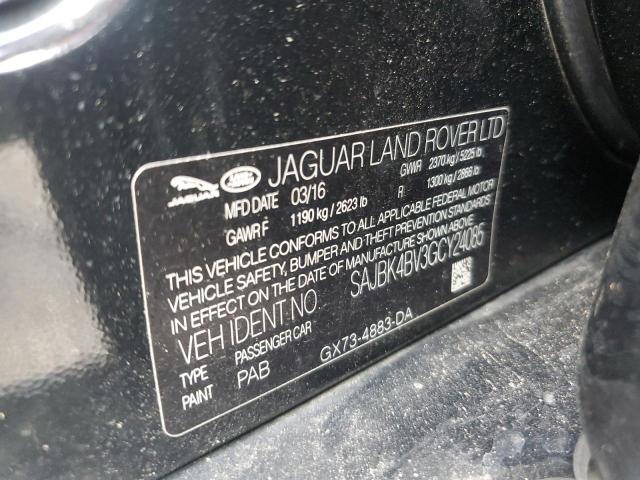 JAGUAR LAND ROVER JAGUAR LAND ROVER LTD
MFD DATE 03/16 GVWR 2370 kg / 5225 lb
GAWR F 1190 kg / 2623 lb R: 1300 kg / 2866 lb
THIS VEHICLE CONFORMS TO ALL APPLICABLE FEDERAL MOTOR
VEHICLE SAFETY, BUMPER AND THEFT PREVENTION STANDARDS
IN EFFECT ON THE DATE OF MANUFACTURE SHOWN ABOVE
VEH IDENT NO SAJBK4BV3GCY24085
TYPE PASSENGER CAR
PAINT PAB GX73-4883-DA